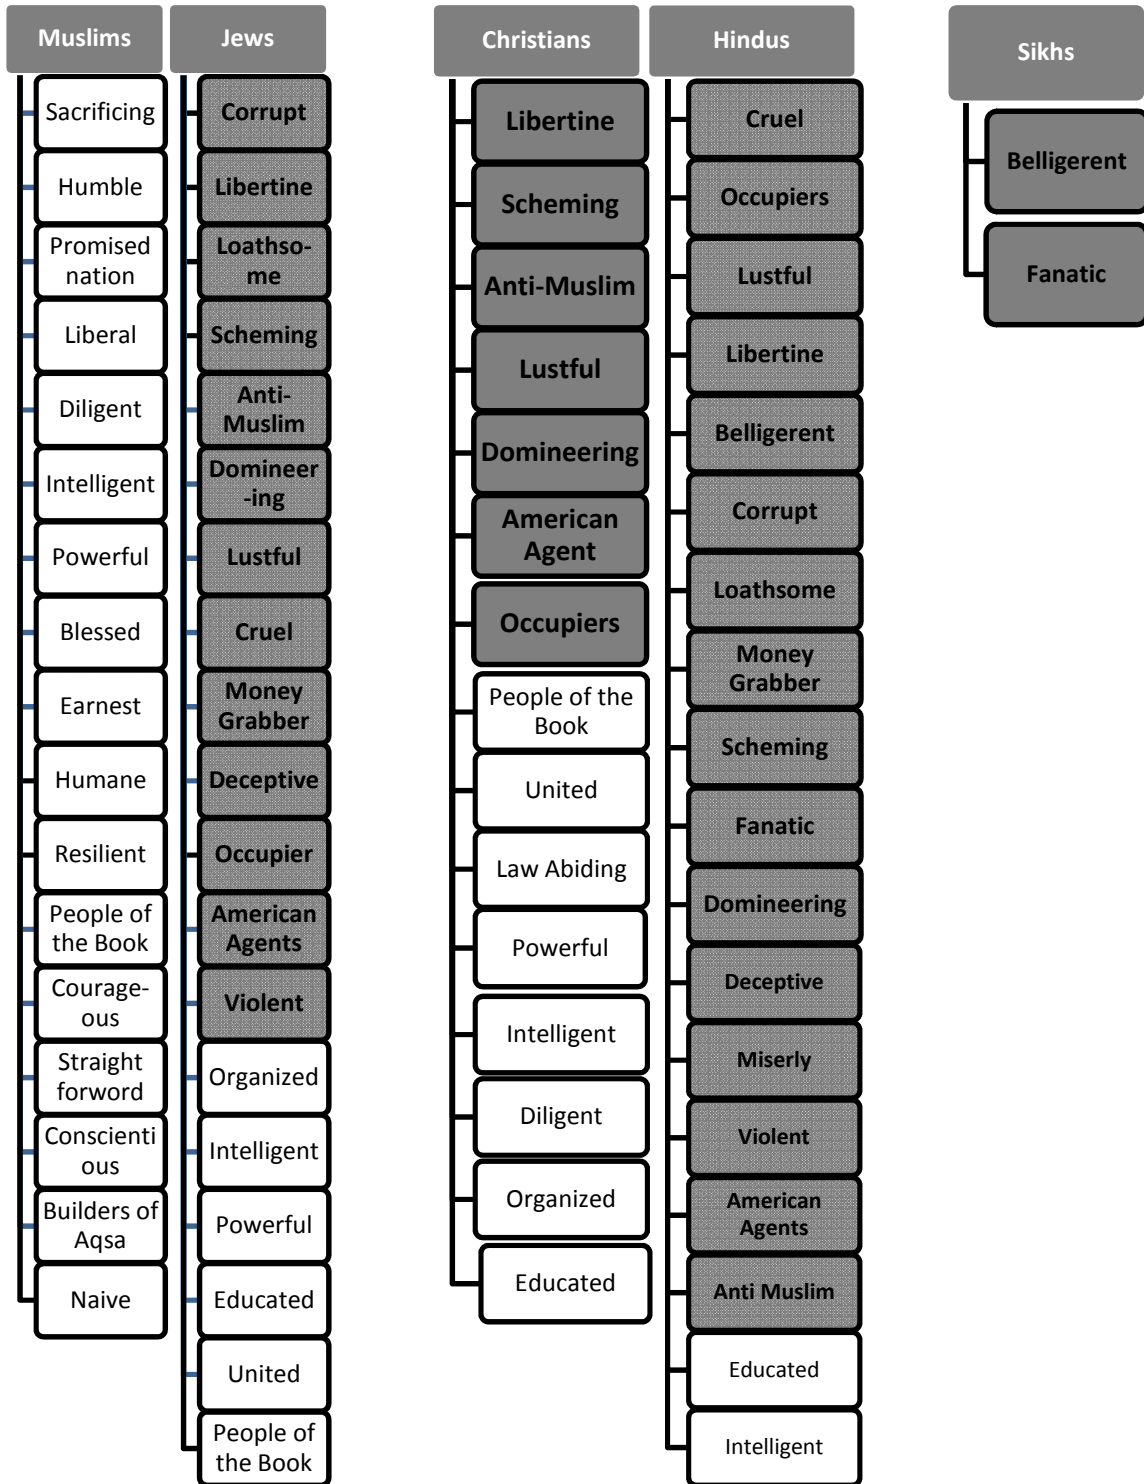 Muslims
Sacrificing
Humble
Promised
nation
Liberal
Diligent
Intelligent
Powerful
Blessed
Earnest
Humane
Resilient
People of
the Book
Courage-
ous
Straight
forword
Conscienti
ous
Builders of
Aqsa
Naive
Jews
Corrupt
Libertine
Loathso-
me
Scheming
Anti-
Muslim
Domineer
-ing
Lustful
Cruel
Money
Grabber
Deceptive
Occupier
American
Agents
Violent
Organized
Intelligent
Powerful
Educated
United
People of
the Book
Christians
Libertine
Scheming
Anti-Muslim
Lustful
Domineering
American
Agent
Occupiers
People of the
Book
United
Law Abiding
Powerful
Intelligent
Diligent
Organized
Educated
Hindus
Cruel
Occupiers
Lustful
Libertine
Belligerent
Corrupt
Loathsome
Money
Grabber
Scheming
Fanatic
Domineering
Deceptive
Miserly
Violent
American
Agents
Anti Muslim
Educated
Intelligent
Sikhs
Belligerent
Fanatic